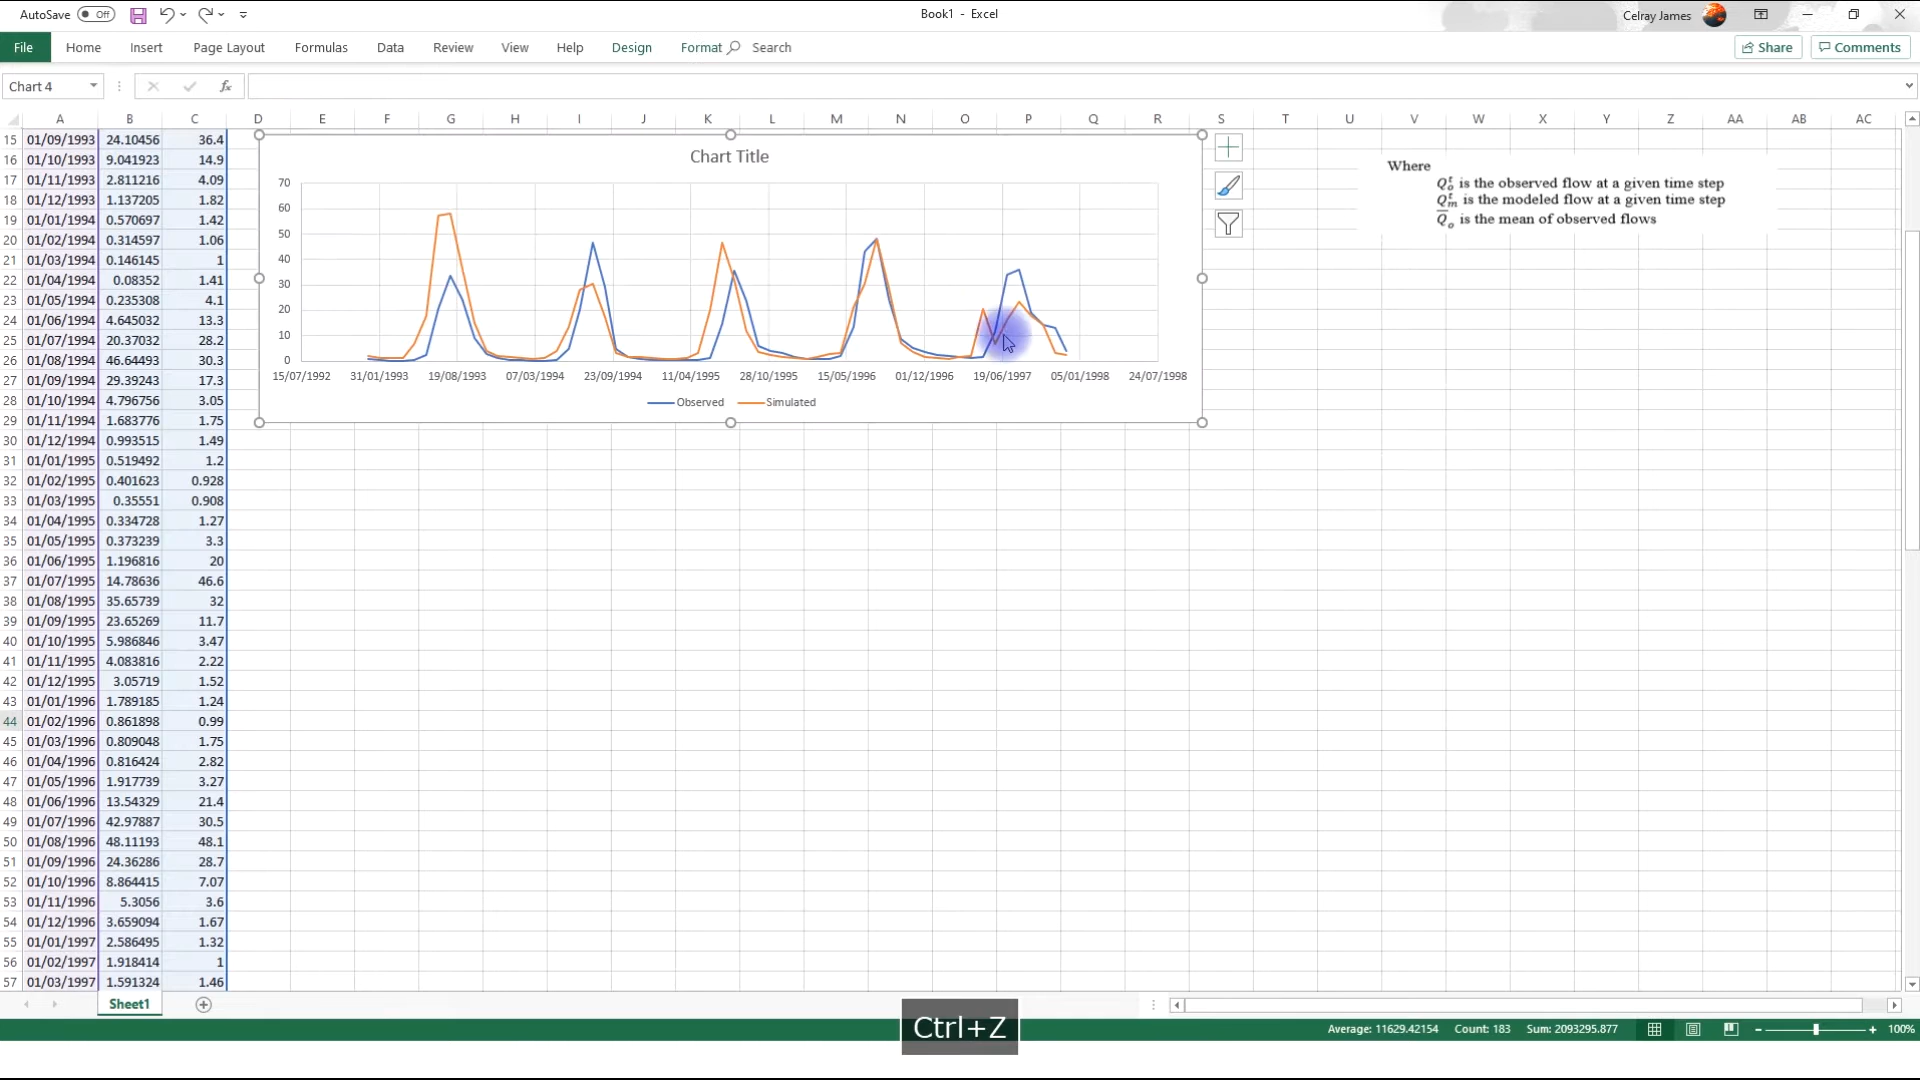 AutoSave Off Book1 - Excel Celray James
File Home Insert Page Layout Formulas Data Review View Help Design Format Search Share Comments
Chart 4 fx
A B C D E F G H I J K L M N O P Q R S T U V W X Y Z AA AB AC
15 01/09/1993 24.10456 36.4
16 01/10/1993 9.041923 14.9
17 01/11/1993 2.811216 4.09
18 01/12/1993 1.137205 1.82
19 01/01/1994 0.570697 1.42
20 01/02/1994 0.314597 1.06
21 01/03/1994 0.146145 1
22 01/04/1994 0.08352 1.41
23 01/05/1994 0.235308 4.1
24 01/06/1994 4.645032 13.3
25 01/07/1994 20.37032 28.2
26 01/08/1994 46.64493 30.3
27 01/09/1994 29.39243 17.3
28 01/10/1994 4.796756 3.05
29 01/11/1994 1.683776 1.75
30 01/12/1994 0.993515 1.49
31 01/01/1995 0.519492 1.2
32 01/02/1995 0.401623 0.928
33 01/03/1995 0.35551 0.908
34 01/04/1995 0.334728 1.27
35 01/05/1995 0.373239 3.3
36 01/06/1995 1.196816 20
37 01/07/1995 14.78636 46.6
38 01/08/1995 35.65739 32
39 01/09/1995 23.65269 11.7
40 01/10/1995 5.986846 3.47
41 01/11/1995 4.083816 2.22
42 01/12/1995 3.05719 1.52
43 01/01/1996 1.789185 1.24
44 01/02/1996 0.861898 0.99
45 01/03/1996 0.809048 1.75
46 01/04/1996 0.816424 2.82
47 01/05/1996 1.917739 3.27
48 01/06/1996 13.54329 21.4
49 01/07/1996 42.97887 30.5
50 01/08/1996 48.11193 48.1
51 01/09/1996 24.36286 28.7
52 01/10/1996 8.864415 7.07
53 01/11/1996 5.3056 3.6
54 01/12/1996 3.659094 1.67
55 01/01/1997 2.586495 1.32
56 01/02/1997 1.918414 1
57 01/03/1997 1.591324 1.46
Chart Title
70
60
50
40
30
20
10
0
15/07/1992 31/01/1993 19/08/1993 07/03/1994 23/09/1994 11/04/1995 28/10/1995 15/05/1996 01/12/1996 19/06/1997 05/01/1998 24/07/1998
Observed Simulated
Where
Q_o^t is the observed flow at a given time step
Q_m^t is the modeled flow at a given time step
Q̅_o is the mean of observed flows
Sheet1
Ctrl+Z
Average: 11629.42154 Count: 183 Sum: 2093295.877 100%